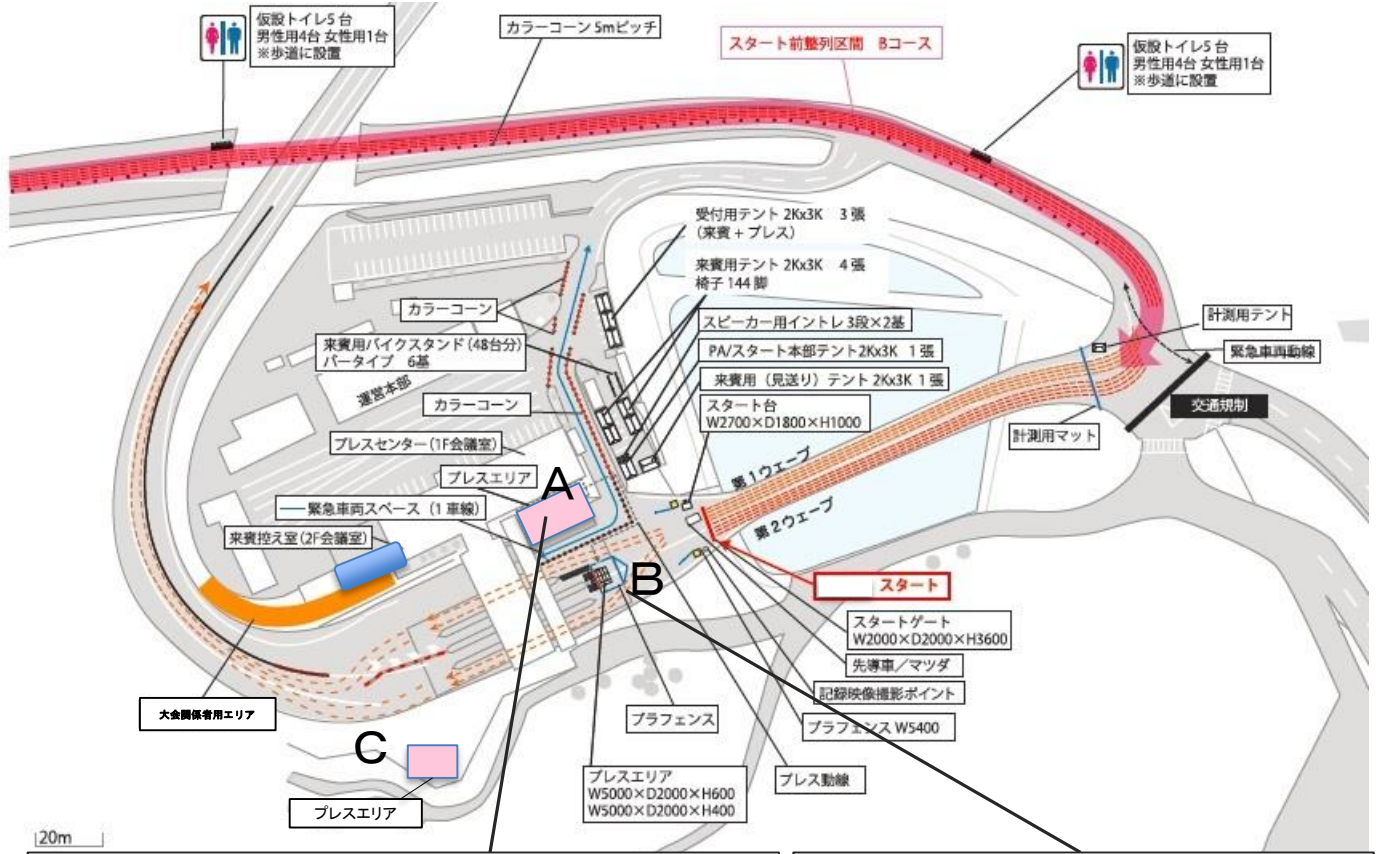 仮設トイレ5台
男性用4台 女性用1台
※歩道に設置
カラーコーン 5mピッチ
スタート前整列区間 Bコース
仮設トイレ5台
男性用4台 女性用1台
※歩道に設置
受付用テント 2Kx3K 3張
(来賓+プレス)
来賓用テント 2Kx3K 4張
椅子 144脚
カラーコーン
スピーカー用イントレ 3段×2基
計測用テント
来賓用バイクスタンド(48台分)
バータイプ 6基
PA/スタート本部テント2Kx3K 1張
緊急車両動線
運営本部
来賓用(見送り)テント 2Kx3K 1張
カラーコーン
スタート台
W2700×D1800×H1000
交通規制
プレスセンター(1F会議室)
計測用マット
プレスエリア
A
第1ウェーブ
緊急車両スペース(1車線)
第2ウェーブ
来賓控え室(2F会議室)
B
スタート
スタートゲート
W2000×D2000×H3600
先導車/マツダ
大会関係者用エリア
記録映像撮影ポイント
プラフェンス
プラフェンス W5400
C
プレスエリア
W5000×D2000×H600
W5000×D2000×H400
プレス動線
プレスエリア
20m